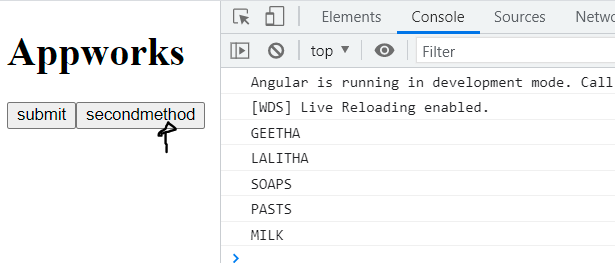 Appworks
submit secondmethod
Elements Console Sources Netw
top Filter
Angular is running in development mode. Call
[WDS] Live Reloading enabled.
GEETHA
LALITHA
SOAPS
PASTS
MILK